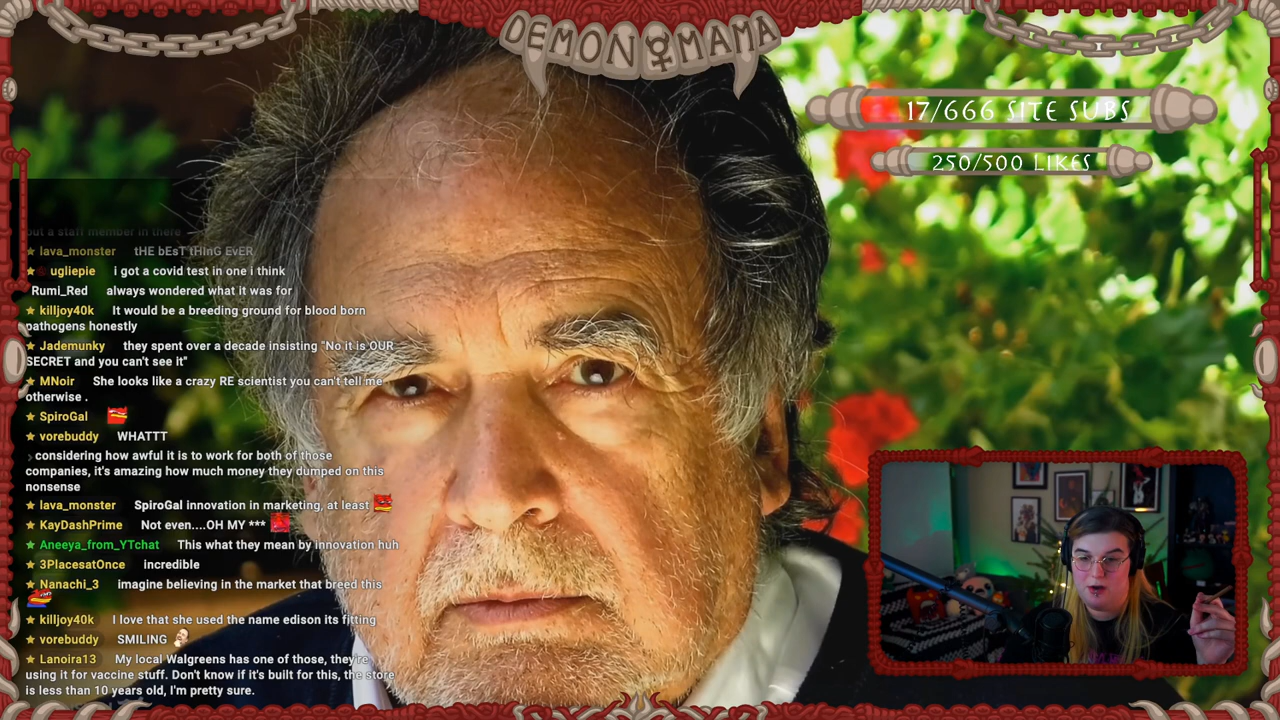 DEMON MAMA
17/666 SITE SUBS
250/500 LIKES
but a staff member in there
lava_monster tHE bEsT tHInG EvER
ugliepie i got a covid test in one i think
Rumi_Red always wondered what it was for
killjoy40k It would be a breeding ground for blood born
pathogens honestly
Jademunky they spent over a decade insisting "No it is OUR
SECRET and you can't see it"
MNoir She looks like a crazy RE scientist you can't tell me
otherwise .
SpiroGal
vorebuddy WHATTT
considering how awful it is to work for both of those
companies, it's amazing how much money they dumped on this
nonsense
lava_monster SpiroGal innovation in marketing, at least
KayDashPrime Not even....OH MY ***
Aneeya_from_YTchat This what they mean by innovation huh
3PlacesatOnce incredible
Nanachi_3 imagine believing in the market that breed this
killjoy40k I love that she used the name edison its fitting
vorebuddy SMILING
Lanoira13 My local Walgreens has one of those, they're
using it for vaccine stuff. Don't know if it's built for this, the store
is less than 10 years old, I'm pretty sure.